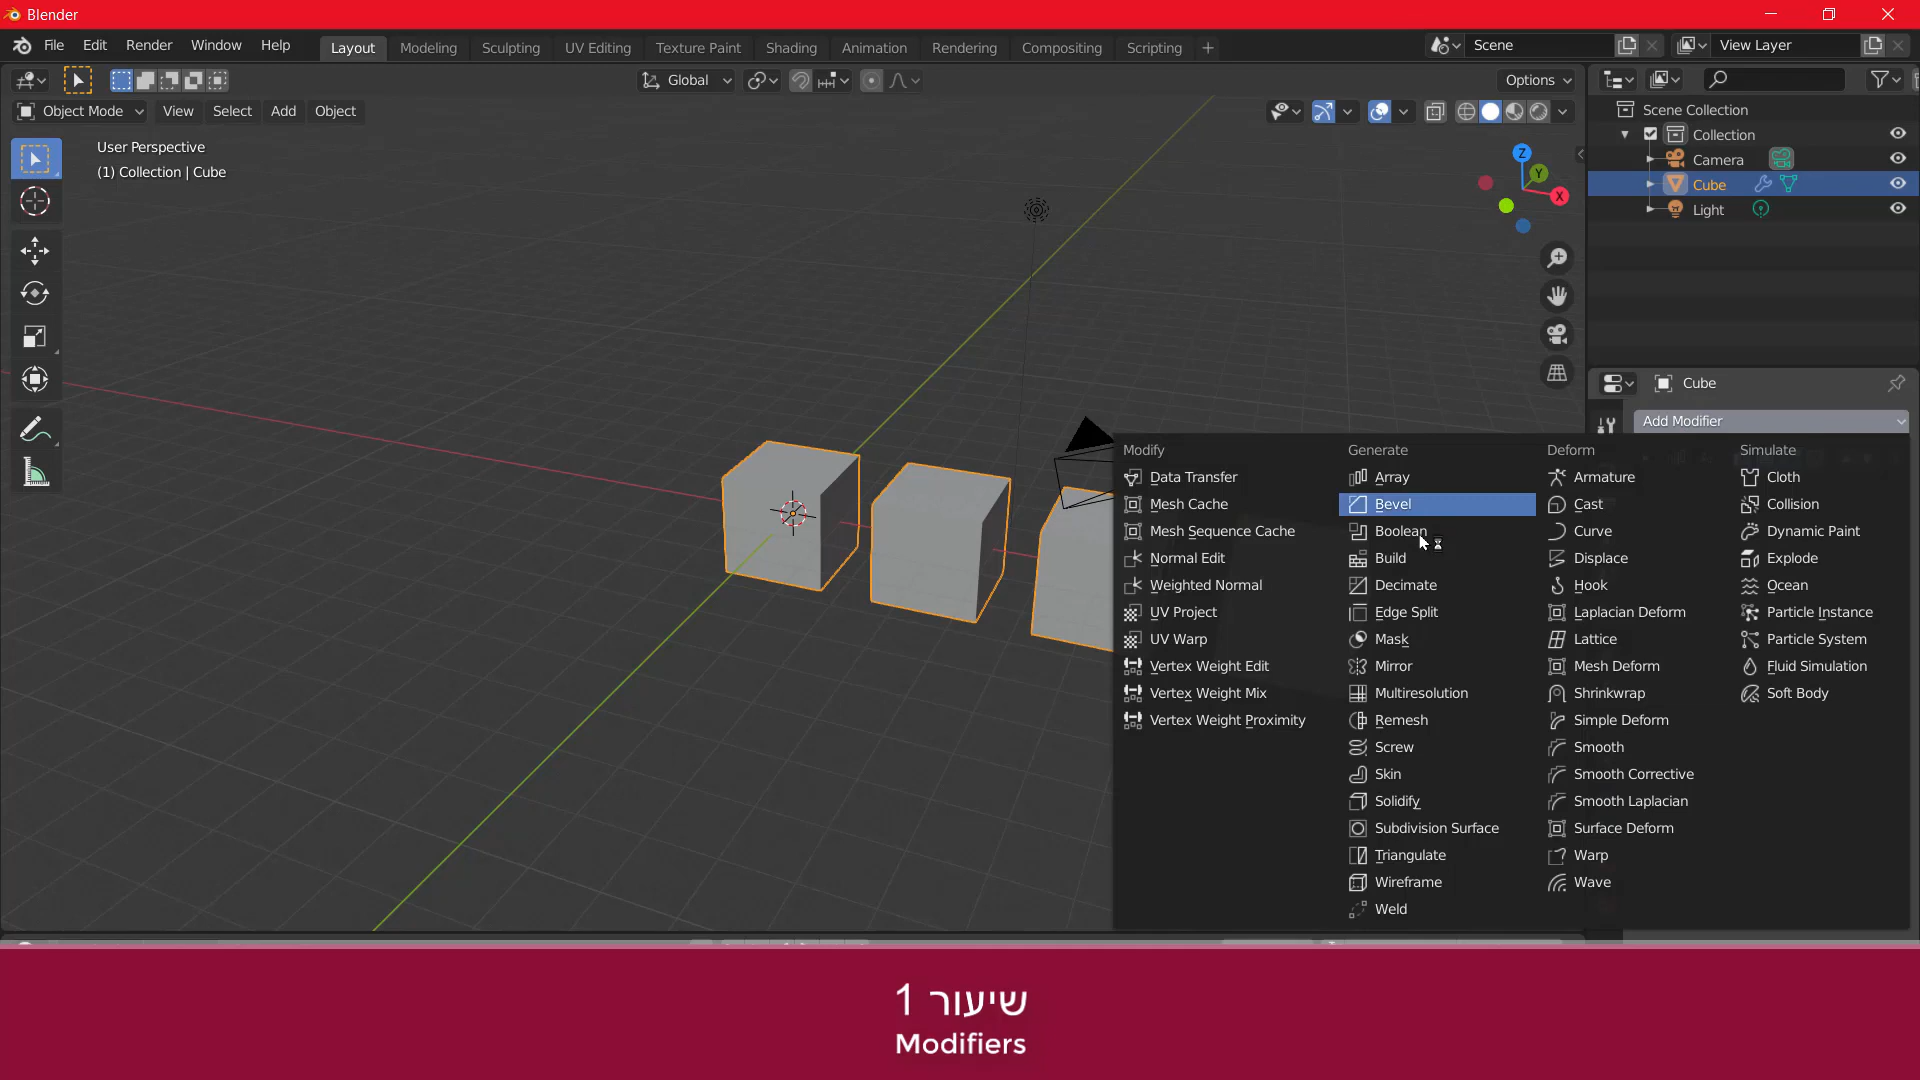 Blender
File Edit Render Window Help Layout Modeling Sculpting UV Editing Texture Paint Shading Animation Rendering Compositing Scripting + Scene View Layer
Global Options
Object Mode View Select Add Object
User Perspective
(1) Collection | Cube
Z
Y
X
Scene Collection
Collection
Camera
Cube
Light
Cube
Add Modifier
Modify
Data Transfer
Mesh Cache
Mesh Sequence Cache
Normal Edit
Weighted Normal
UV Project
UV Warp
Vertex Weight Edit
Vertex Weight Mix
Vertex Weight Proximity
Generate
Array
Bevel
Boolean
Build
Decimate
Edge Split
Mask
Mirror
Multiresolution
Remesh
Screw
Skin
Solidify
Subdivision Surface
Triangulate
Wireframe
Weld
Deform
Armature
Cast
Curve
Displace
Hook
Laplacian Deform
Lattice
Mesh Deform
Shrinkwrap
Simple Deform
Smooth
Smooth Corrective
Smooth Laplacian
Surface Deform
Warp
Wave
Simulate
Cloth
Collision
Dynamic Paint
Explode
Ocean
Particle Instance
Particle System
Fluid Simulation
Soft Body
שיעור 1
Modifiers